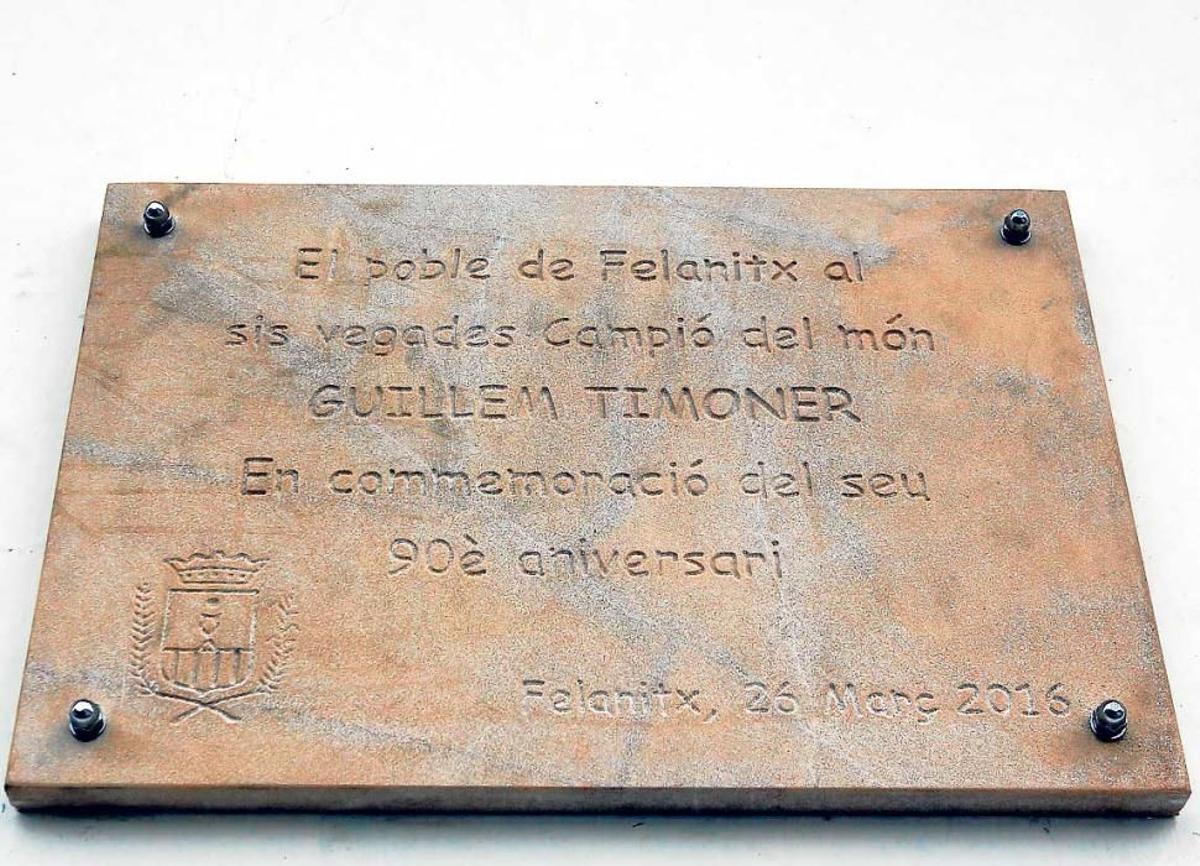 El poble de Felanitx al
sis vegades Campió del món
GUILLEM TIMONER
En commemoració del seu
90è aniversari
Felanitx, 26 Març 2016